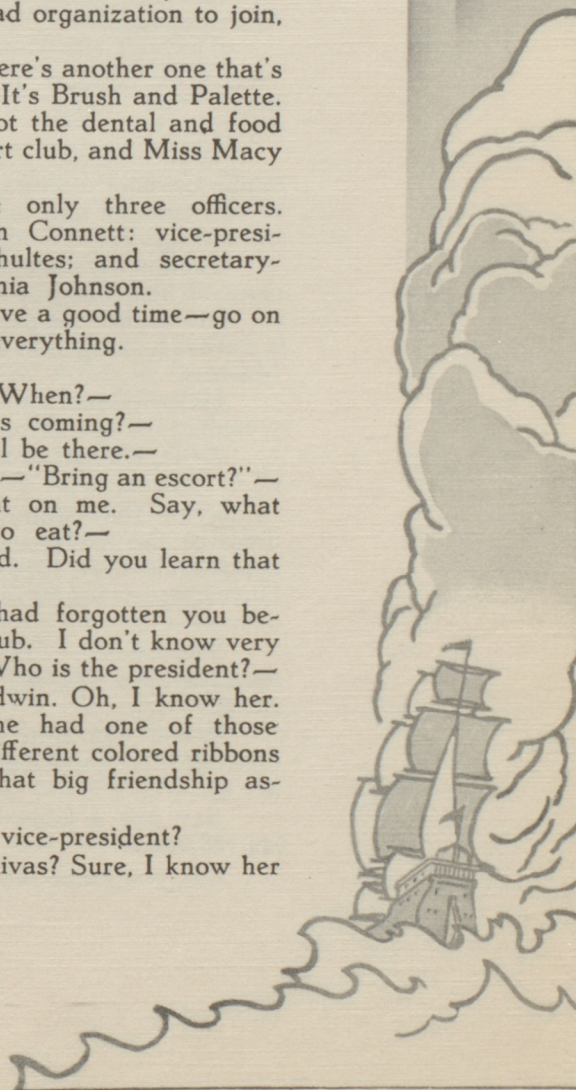 ad organization to join,
ere's another one that's
It's Brush and Palette.
ot the dental and food
rt club, and Miss Macy
only three officers.
n Connett: vice-presi-
hultes; and secretary-
nia Johnson.
ve a good time—go on
verything.
When?—
s coming?—
l be there.—
—"Bring an escort?"—
t on me. Say, what
o eat?—
d. Did you learn that
had forgotten you be-
ub. I don't know very
Who is the president?—
dwin. Oh, I know her.
ne had one of those
fferent colored ribbons
hat big friendship as-
vice-president?
ivas? Sure, I know her